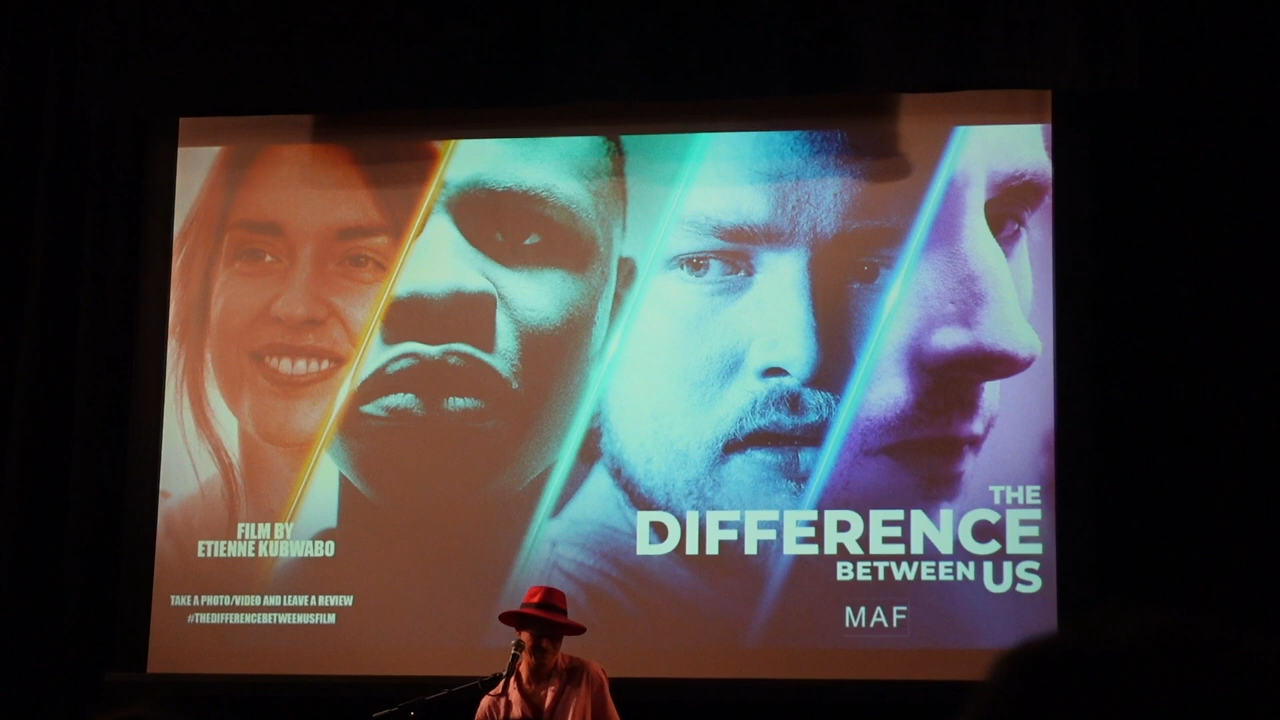 FILM BY
ETIENNE KUBWABO
TAKE A PHOTO/VIDEO AND LEAVE A REVIEW
#THEDIFFERENCEBETWEENUSFILM
THE
DIFFERENCE
BETWEEN US
MAF